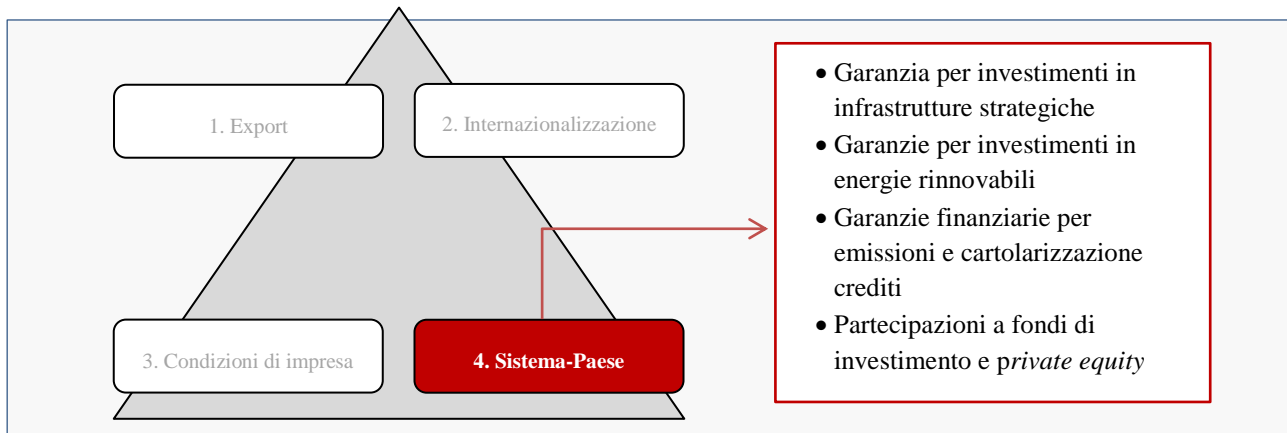 1. Export
2. Internazionalizzazione
3. Condizioni di impresa
4. Sistema-Paese
• Garanzia per investimenti in
infrastrutture strategiche
• Garanzie per investimenti in
energie rinnovabili
• Garanzie finanziarie per
emissioni e cartolarizzazione
crediti
• Partecipazioni a fondi di
investimento e private equity